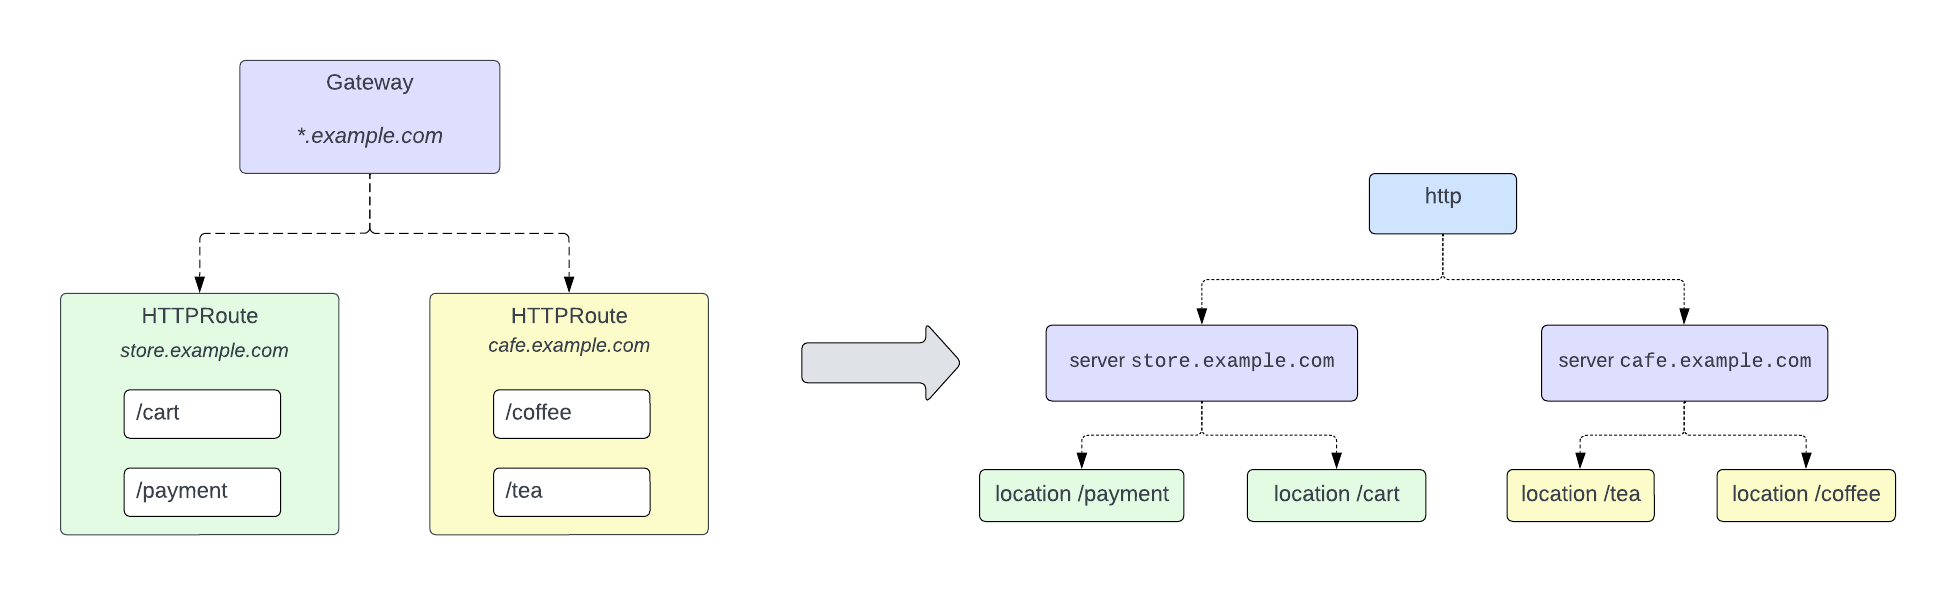 Gateway
*.example.com
HTTPRoute
store.example.com
/cart
/payment
HTTPRoute
cafe.example.com
/coffee
/tea
http
server store.example.com
server cafe.example.com
location /payment
location /cart
location /tea
location /coffee